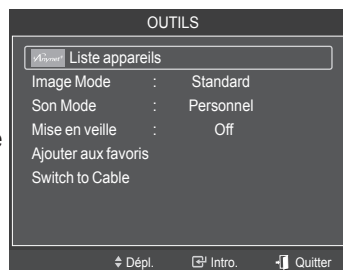 OUTILS
Anynet+ Liste appareils
Image Mode : Standard
Son Mode : Personnel
Mise en veille : Off
Ajouter aux favoris
Switch to Cable
Dépl. Intro. Quitter
e